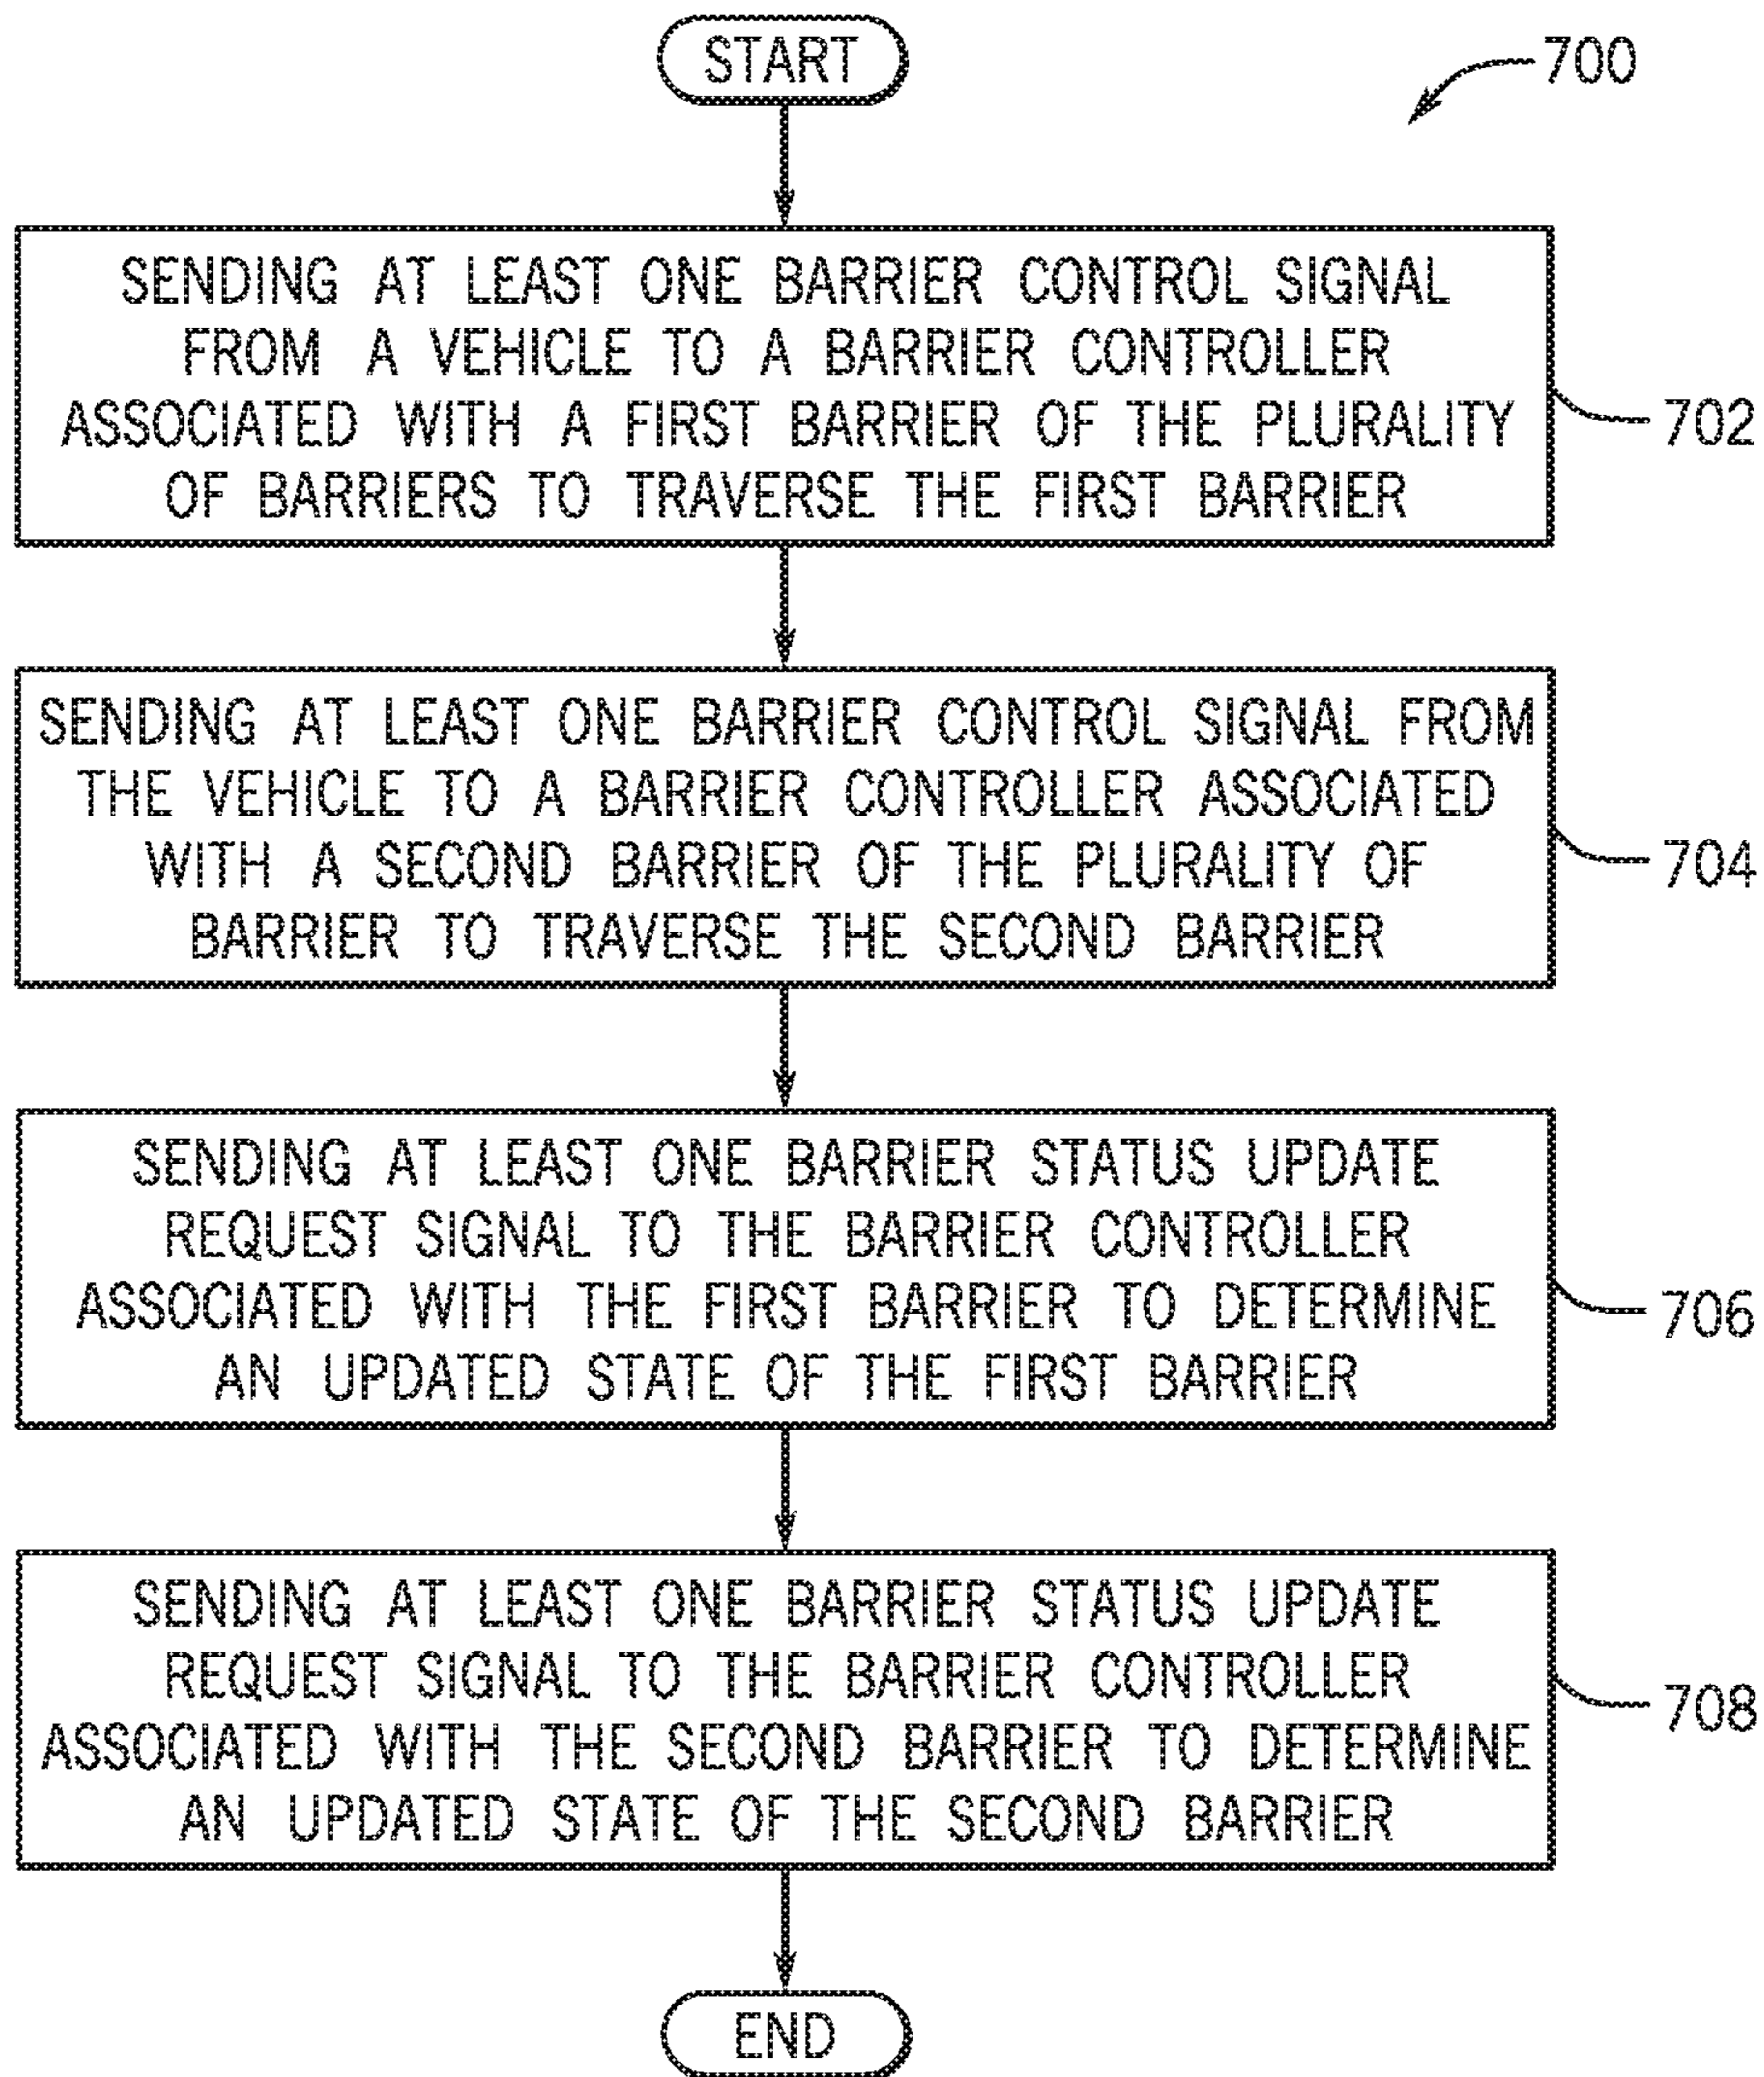 START
700
SENDING AT LEAST ONE BARRIER CONTROL SIGNAL
FROM A VEHICLE TO A BARRIER CONTROLLER
ASSOCIATED WITH A FIRST BARRIER OF THE PLURALITY
OF BARRIERS TO TRAVERSE THE FIRST BARRIER
702
SENDING AT LEAST ONE BARRIER CONTROL SIGNAL FROM
THE VEHICLE TO A BARRIER CONTROLLER ASSOCIATED
WITH A SECOND BARRIER OF THE PLURALITY OF
BARRIER TO TRAVERSE THE SECOND BARRIER
704
SENDING AT LEAST ONE BARRIER STATUS UPDATE
REQUEST SIGNAL TO THE BARRIER CONTROLLER
ASSOCIATED WITH THE FIRST BARRIER TO DETERMINE
AN UPDATED STATE OF THE FIRST BARRIER
706
SENDING AT LEAST ONE BARRIER STATUS UPDATE
REQUEST SIGNAL TO THE BARRIER CONTROLLER
ASSOCIATED WITH THE SECOND BARRIER TO DETERMINE
AN UPDATED STATE OF THE SECOND BARRIER
708
END